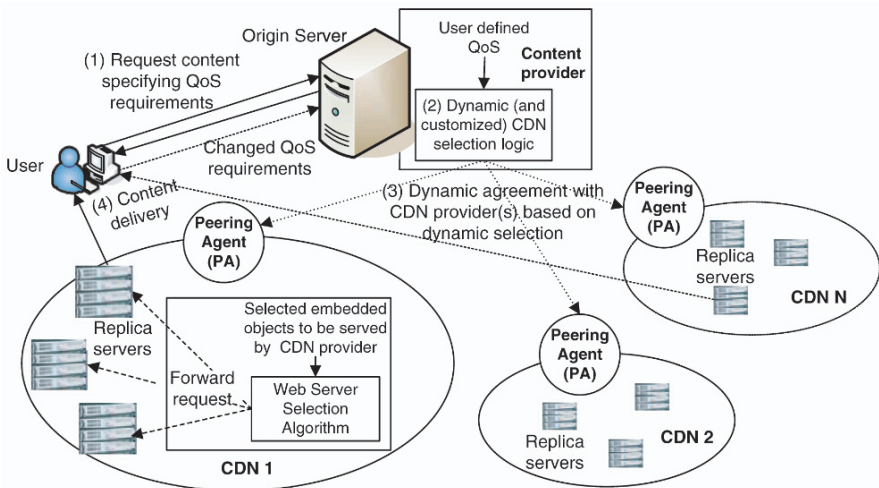 Origin Server
User defined
QoS
Content
provider
(1) Request content
specifying QoS
requirements
(2) Dynamic (and
customized) CDN
selection logic
User
Changed QoS
requirements
(3) Dynamic agreement with
CDN provider(s) based on
dynamic selection
(4) Content
delivery
Peering
Agent
(PA)
Peering
Agent
(PA)
Replica
servers
CDN N
Selected embedded
objects to be served
by CDN provider
Replica
servers
Forward
request
Web Server
Selection
Algorithm
CDN 1
Peering
Agent
(PA)
Replica
servers
CDN 2